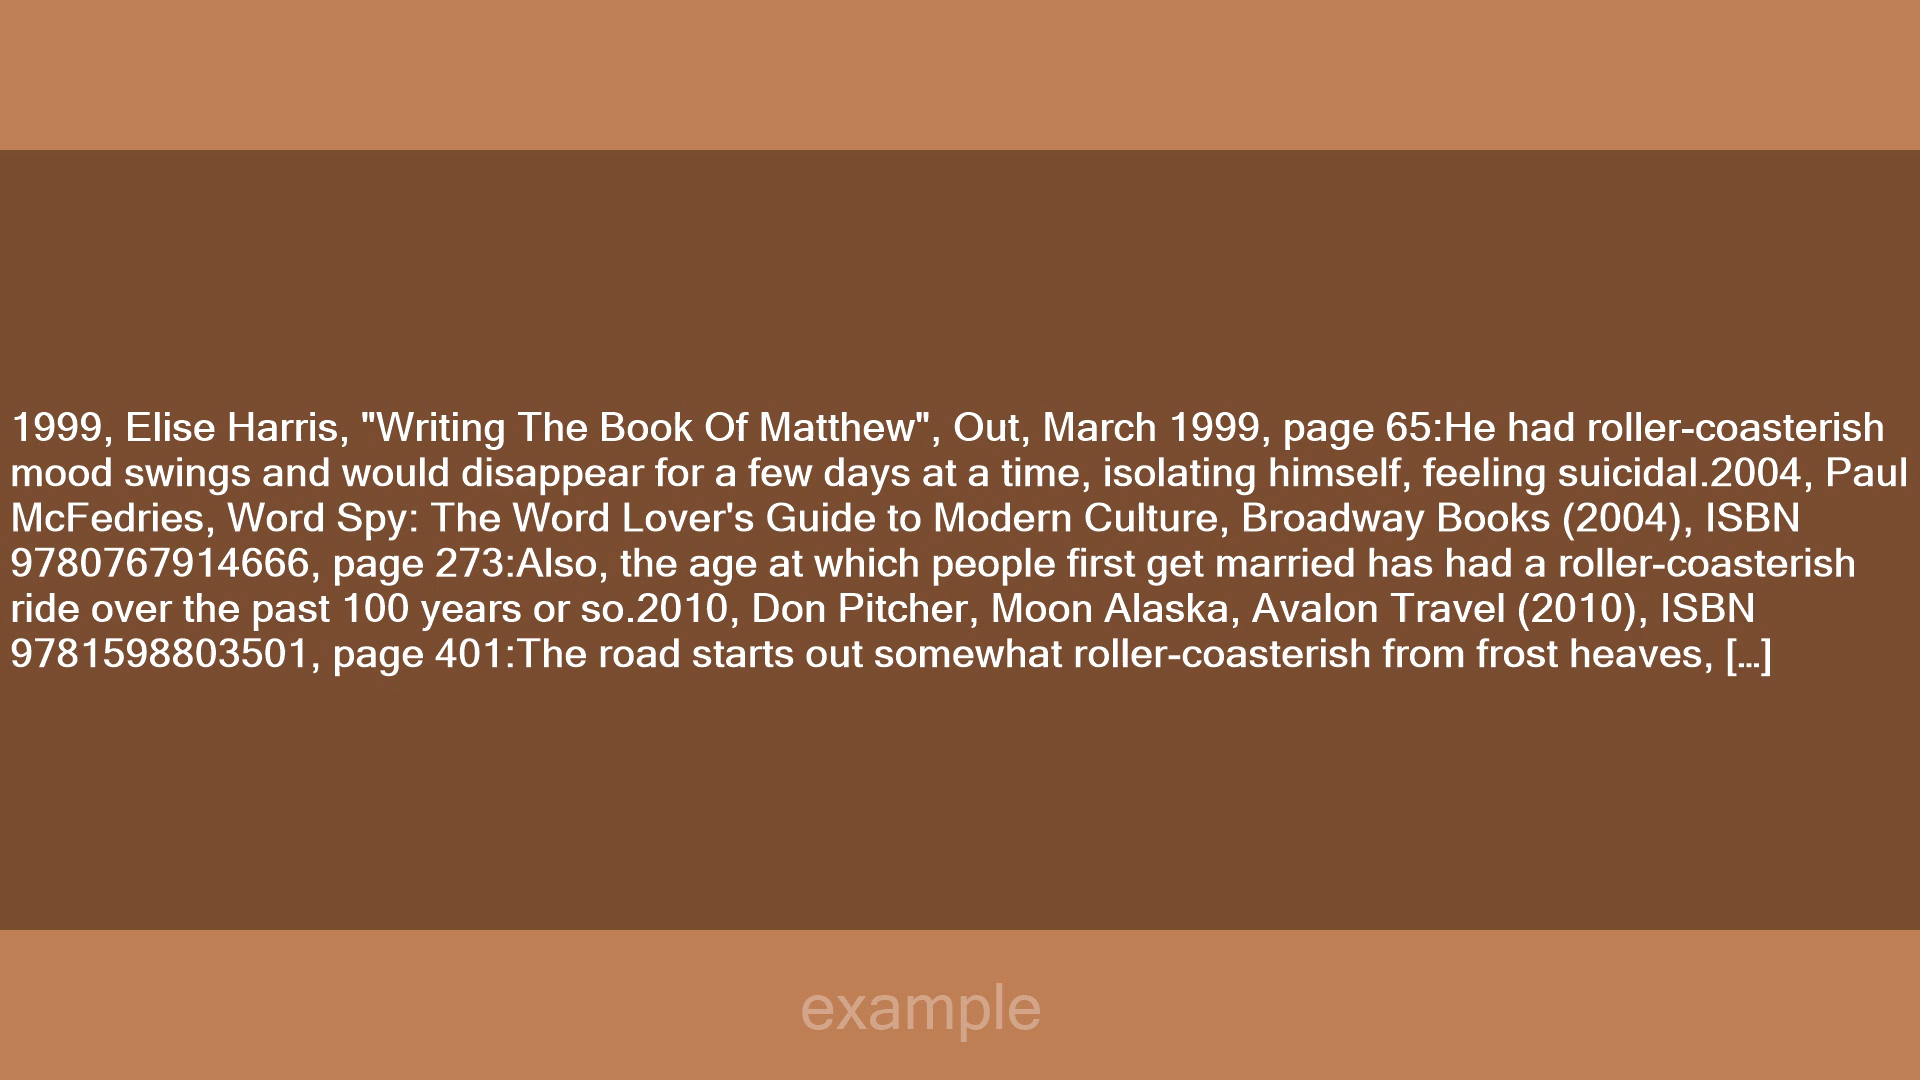 1999, Elise Harris, "Writing The Book Of Matthew", Out, March 1999, page 65:He had roller-coasterish
mood swings and would disappear for a few days at a time, isolating himself, feeling suicidal.2004, Paul
McFedries, Word Spy: The Word Lover's Guide to Modern Culture, Broadway Books (2004), ISBN
9780767914666, page 273:Also, the age at which people first get married has had a roller-coasterish
ride over the past 100 years or so.2010, Don Pitcher, Moon Alaska, Avalon Travel (2010), ISBN
9781598803501, page 401:The road starts out somewhat roller-coasterish from frost heaves, [...]
example